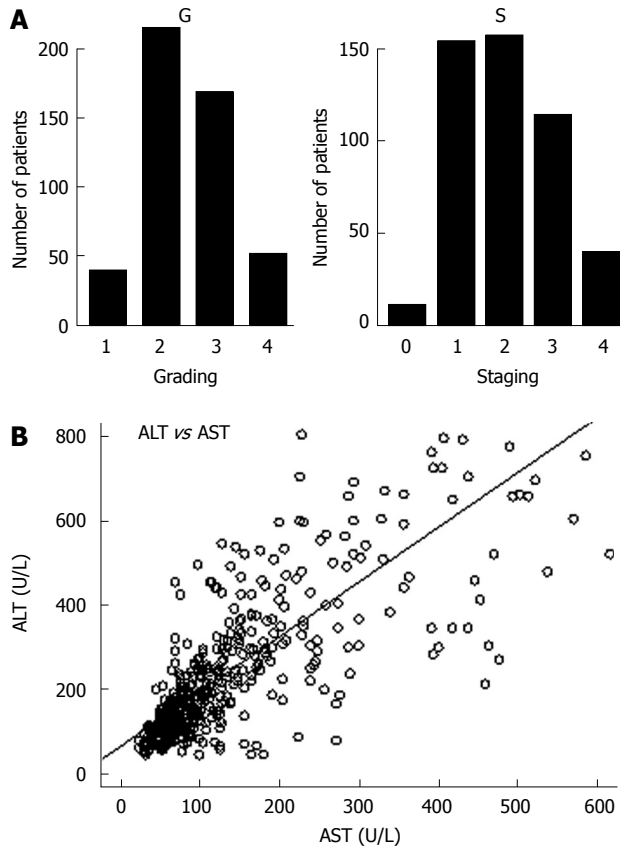 A
G
Number of patients
200
150
100
50
0
1 2 3 4
Grading
S
Number of patients
150
100
50
0
0 1 2 3 4
Staging
B
ALT vs AST
ALT (U/L)
800
600
400
200
0
0 100 200 300 400 500 600
AST (U/L)